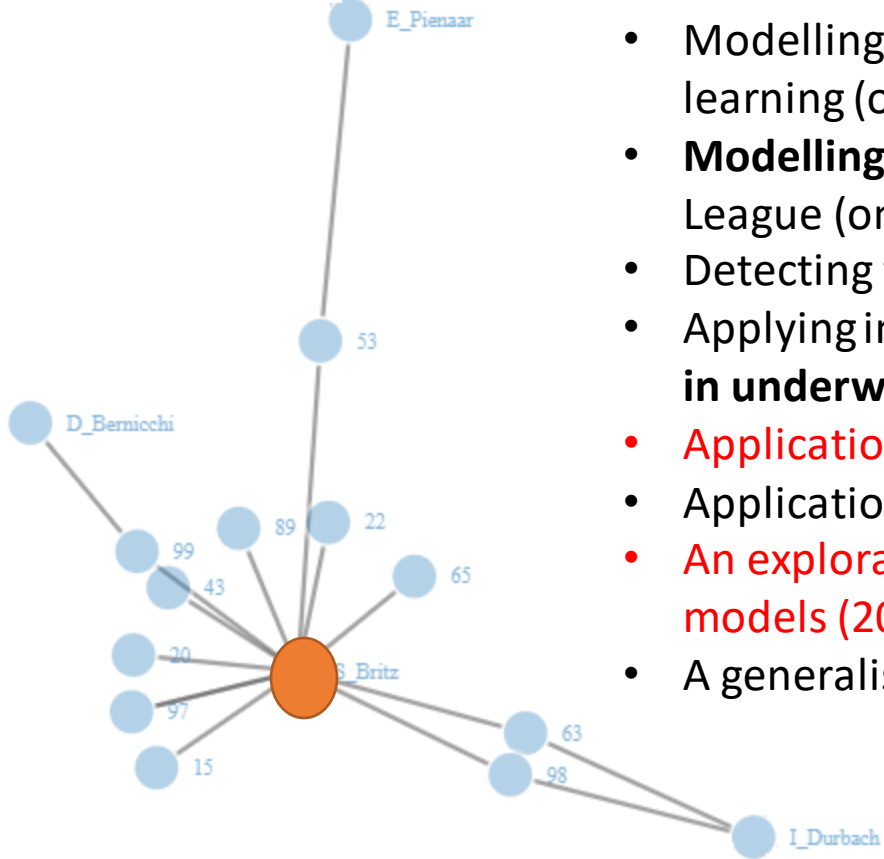 E_Pienaar
53
D_Bernicchi
89
22
99
43
65
20
S_Britz
97
15
63
98
I_Durbach
• Modelling
learning (o
• Modelling
League (or
• Detecting
• Applying in
in underw
• Applicatio
• Applicatio
• An explora
models (20
• A generalis